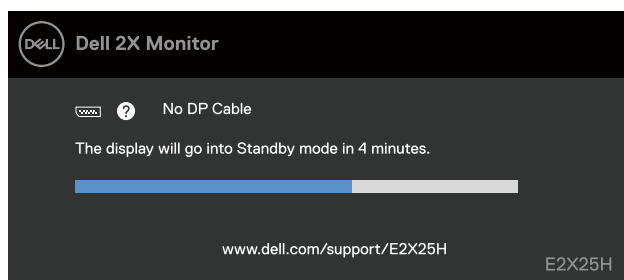 DELL
Dell 2X Monitor
No DP Cable
The display will go into Standby mode in 4 minutes.
www.dell.com/support/E2X25H
E2X25H